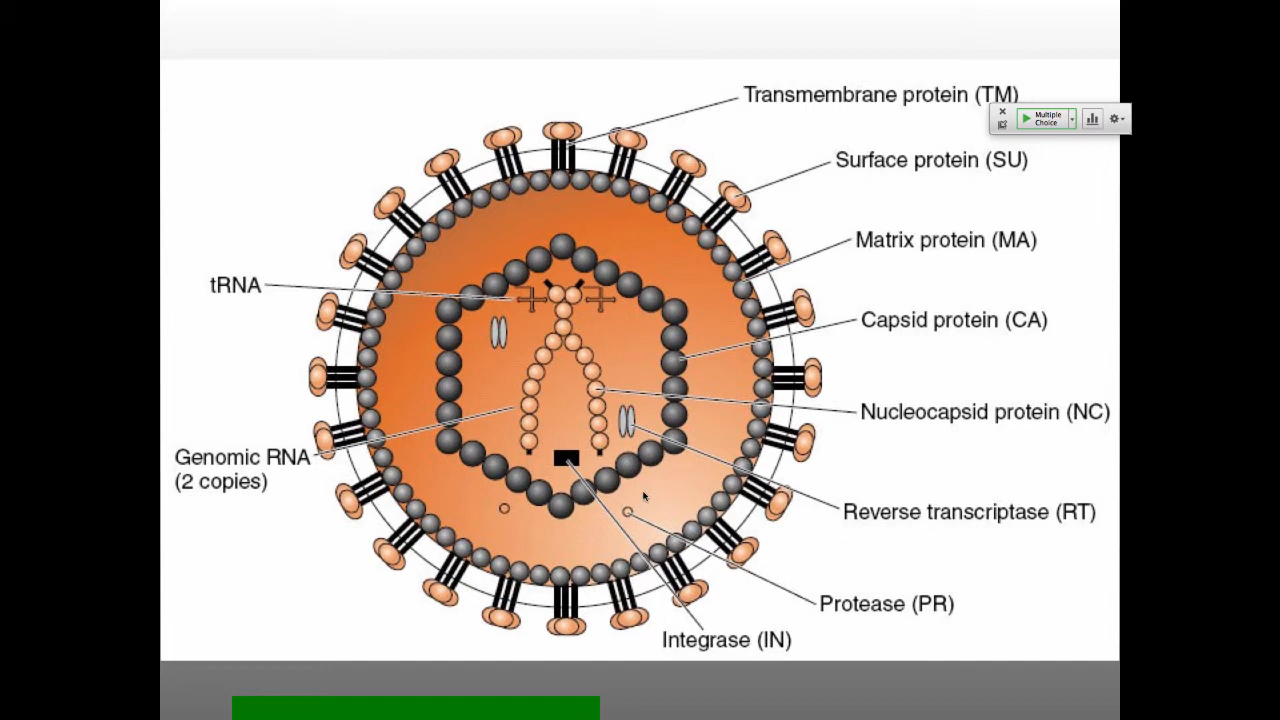 Transmembrane protein (TM)
Multiple
Choice
Surface protein (SU)
Matrix protein (MA)
tRNA
Capsid protein (CA)
Nucleocapsid protein (NC)
Genomic RNA
(2 copies)
Reverse transcriptase (RT)
Protease (PR)
Integrase (IN)